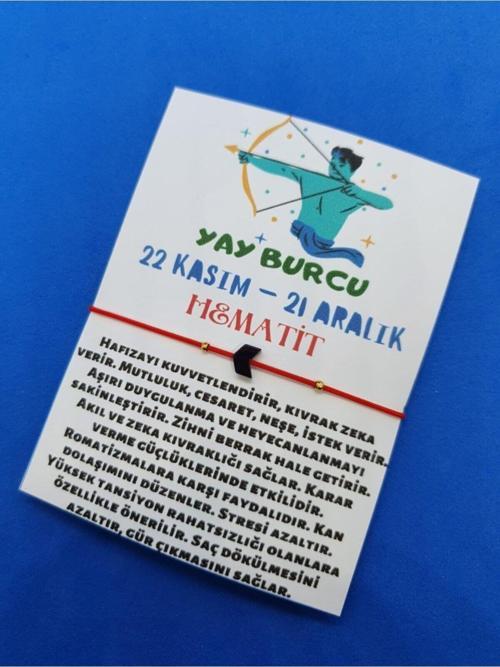 YAY BURCU
22 KASIM – 21 ARALIK
HEMATİT
HAFIZAYI KUVVETLENDİRİR, KIVRAK ZEKA
VERİR. MUTLULUK, CESARET, NEŞE, İSTEK VERİR.
AŞIRI DUYGULANMA VE HEYECANLANMAYI
SAKİNLEŞTİRİR. ZİHNİ BERRAK HALE GETİRİR.
AKIL VE ZEKA KIVRAKLIĞI SAĞLAR. KARAR
VERME GÜÇLÜKLERİNDE ETKİLİDİR.
ROMATİZMALARA KARŞI FAYDALIDIR. KAN
DOLAŞIMINI DÜZENLER. STRESİ AZALTIR.
YÜKSEK TANSİYON RAHATSIZLIĞI OLANLARA
ÖZELLİKLE ÖNERİLİR. SAÇ DÖKÜLMESİNİ
AZALTIR, GÜR ÇIKMASINI SAĞLAR.